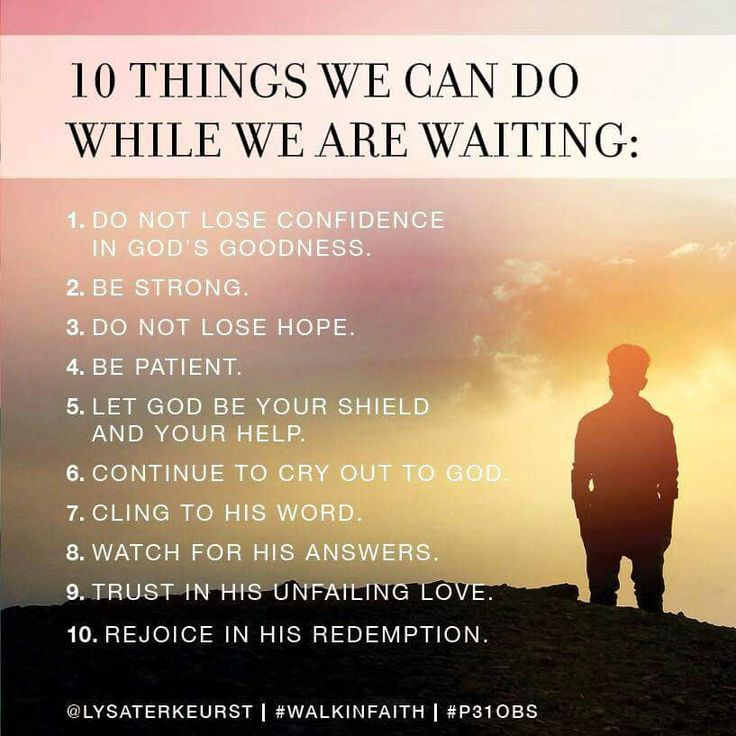 10 THINGS WE CAN DO
WHILE WE ARE WAITING:
1. DO NOT LOSE CONFIDENCE
IN GOD'S GOODNESS.
2. BE STRONG.
3. DO NOT LOSE HOPE.
4. BE PATIENT.
5. LET GOD BE YOUR SHIELD
AND YOUR HELP.
6. CONTINUE TO CRY OUT TO GOD.
7. CLING TO HIS WORD.
8. WATCH FOR HIS ANSWERS.
9. TRUST IN HIS UNFAILING LOVE.
10. REJOICE IN HIS REDEMPTION.
@LYSATERKEURST | #WALKINFAITH | #P31OBS